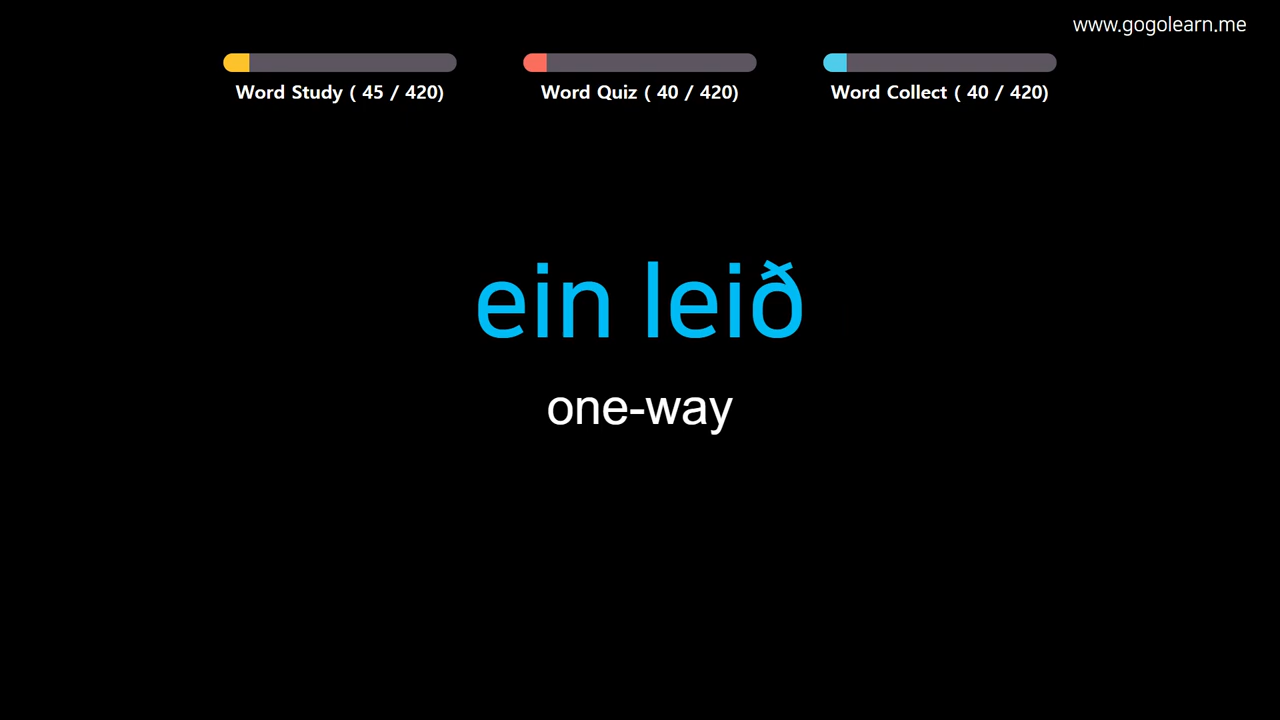 www.gogolearn.me
Word Study ( 45 / 420)
Word Quiz ( 40 / 420)
Word Collect ( 40 / 420)
ein leið
one-way